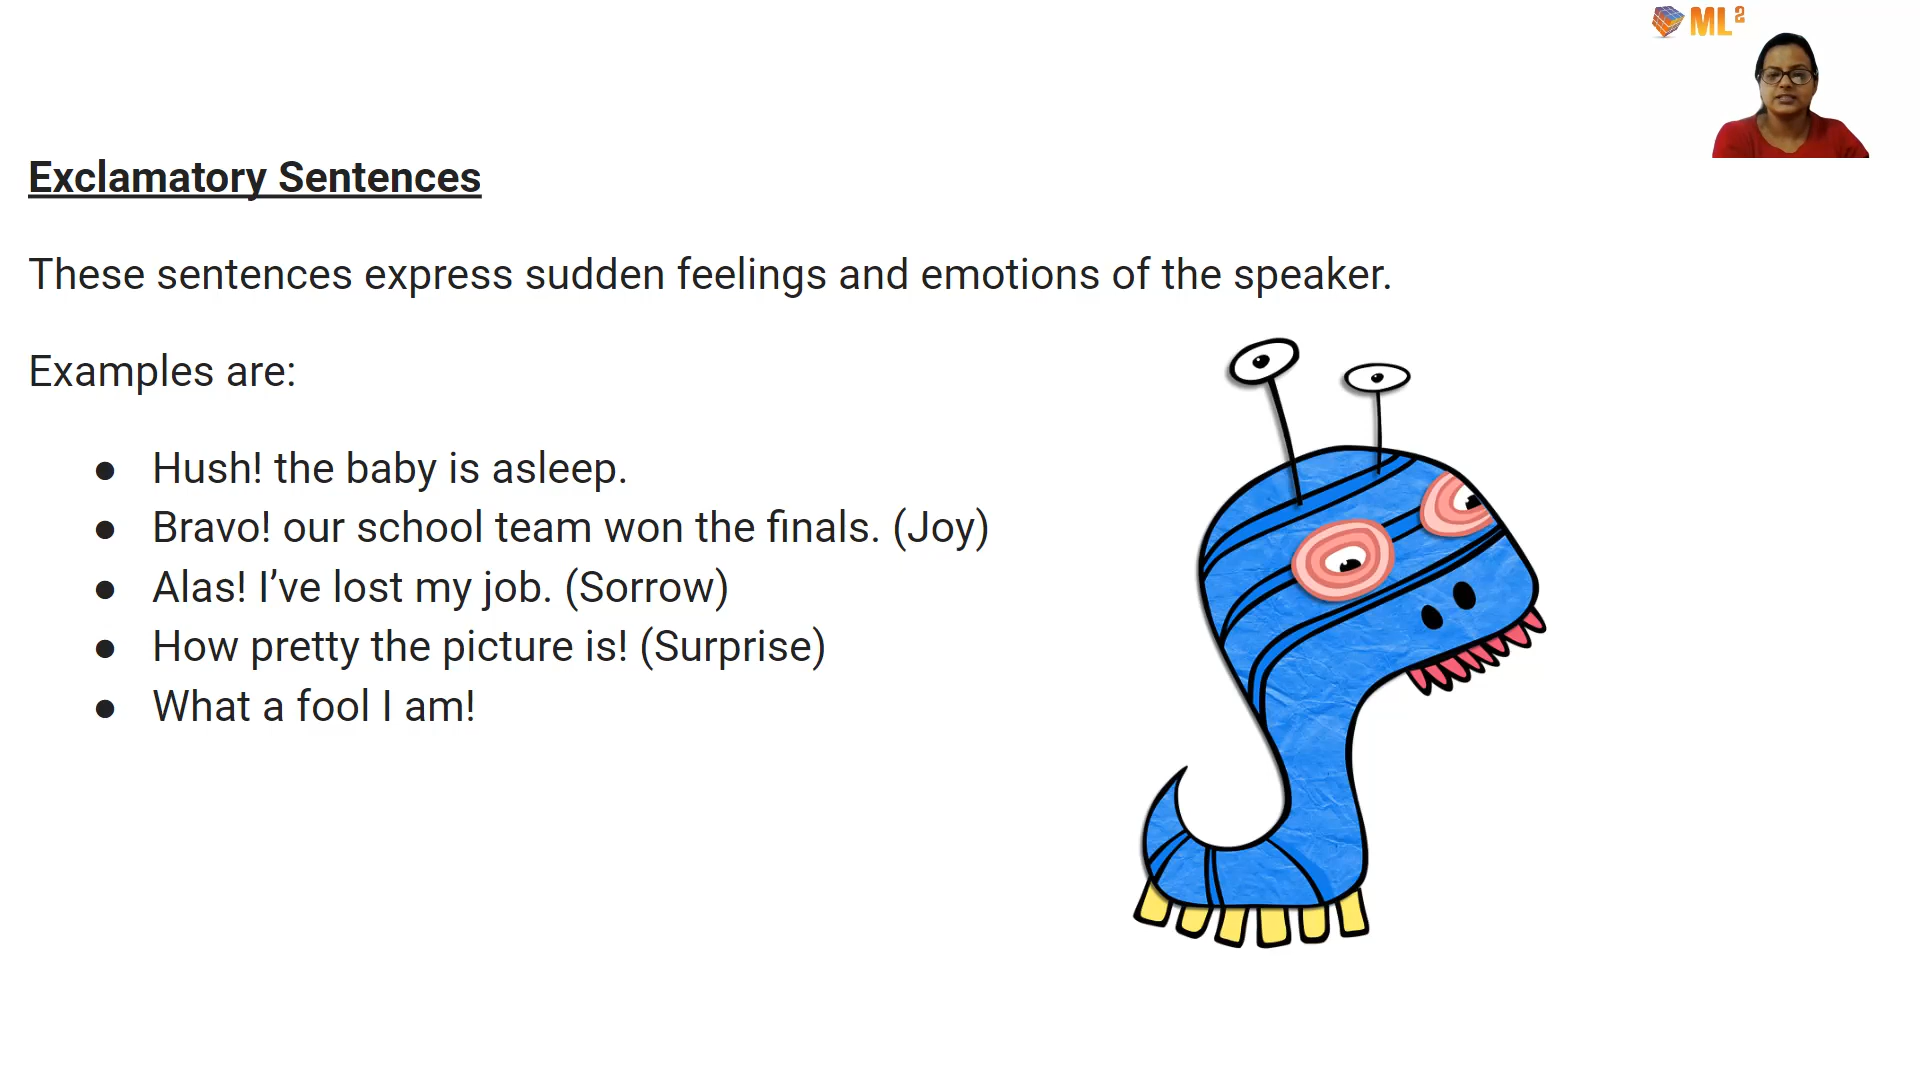 ML²
Exclamatory Sentences
These sentences express sudden feelings and emotions of the speaker.
Examples are:
● Hush! the baby is asleep.
● Bravo! our school team won the finals. (Joy)
● Alas! I’ve lost my job. (Sorrow)
● How pretty the picture is! (Surprise)
● What a fool I am!